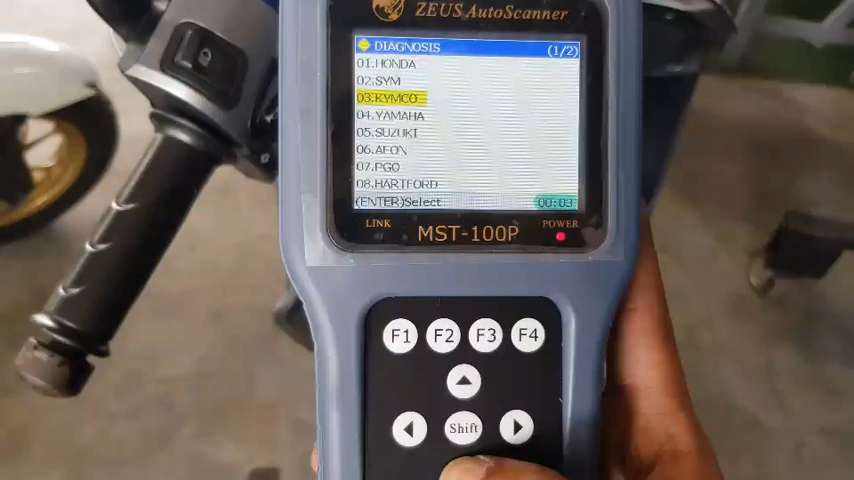 ZEUS AutoScanner
DIAGNOSIS (1/2)
01.HONDA
02.SYM
03.KYMCO
04.YAMAHA
05.SUZUKI
06.AEON
07.PGO
08.HARTFORD
(ENTER)Select 00:03
LINK POWER
MST-100P
F1 F2 F3 F4
Shift